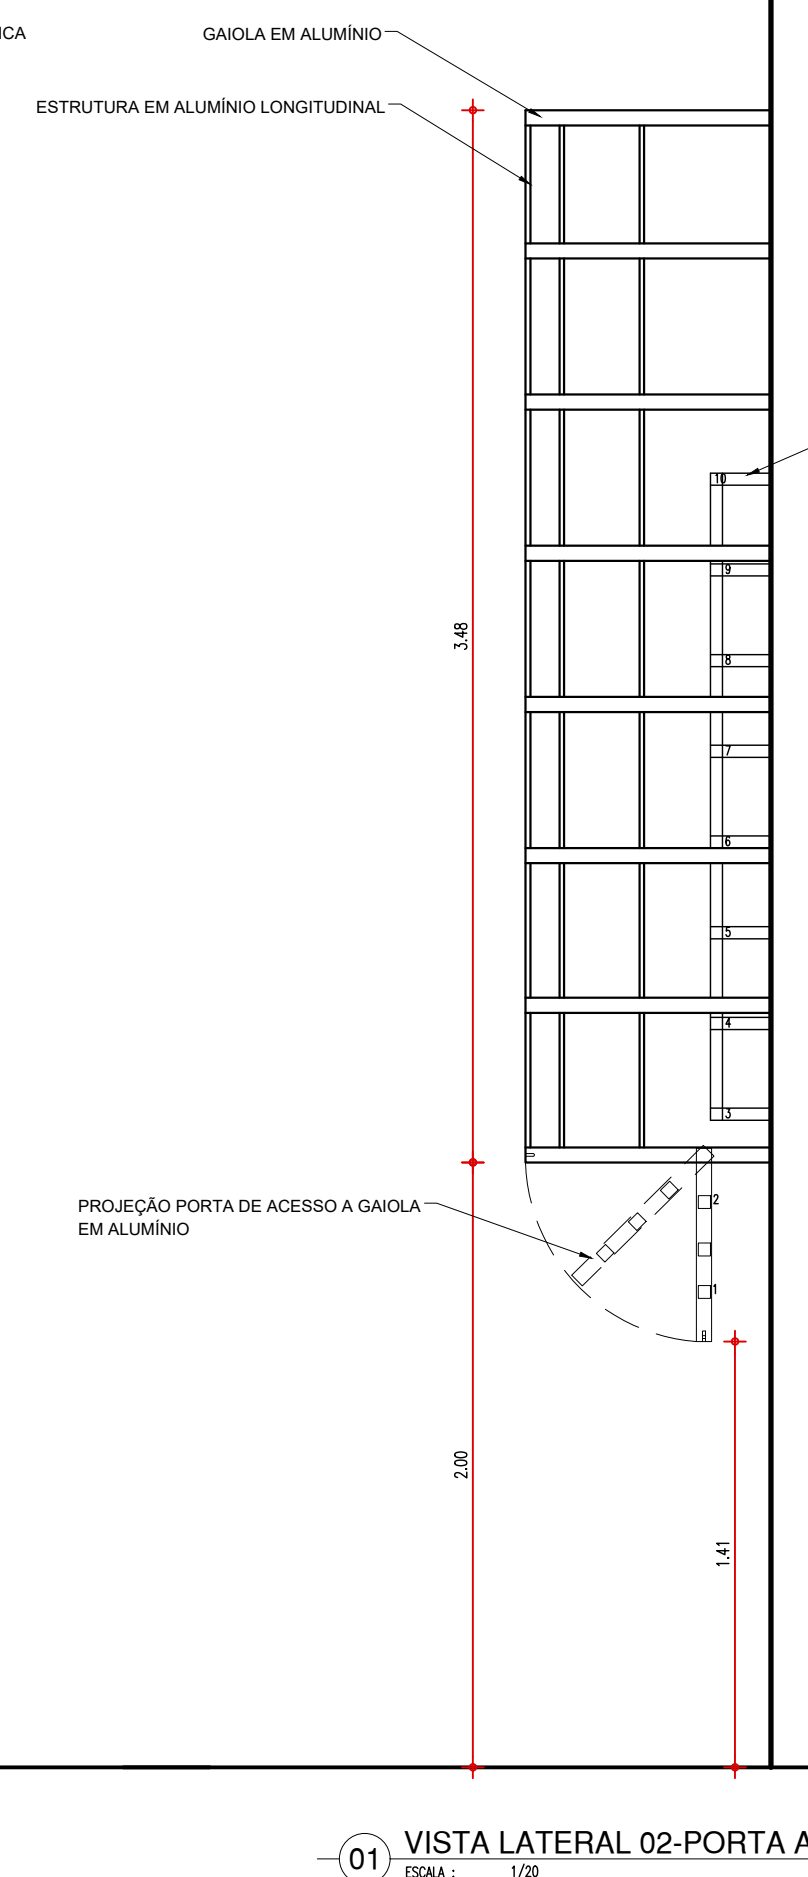 ICA
GAIOLA EM ALUMÍNIO
ESTRUTURA EM ALUMÍNIO LONGITUDINAL
10
9
3.48
8
7
6
5
4
3
PROJEÇÃO PORTA DE ACESSO A GAIOLA
EM ALUMÍNIO
2
1
2.00
1.41
01
VISTA LATERAL 02-PORTA A
ESCALA : 1/20